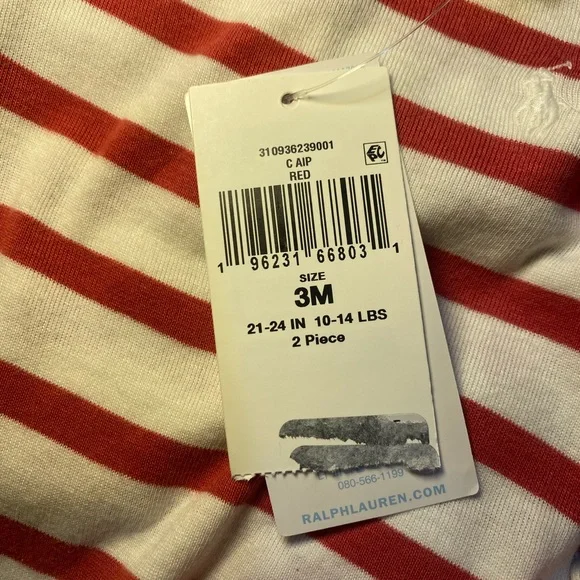 310936239001
C AIP
RED
1 96231 66803 1
SIZE
3M
21-24 IN 10-14 LBS
2 Piece
080-566-1199
RALPHLAUREN.COM